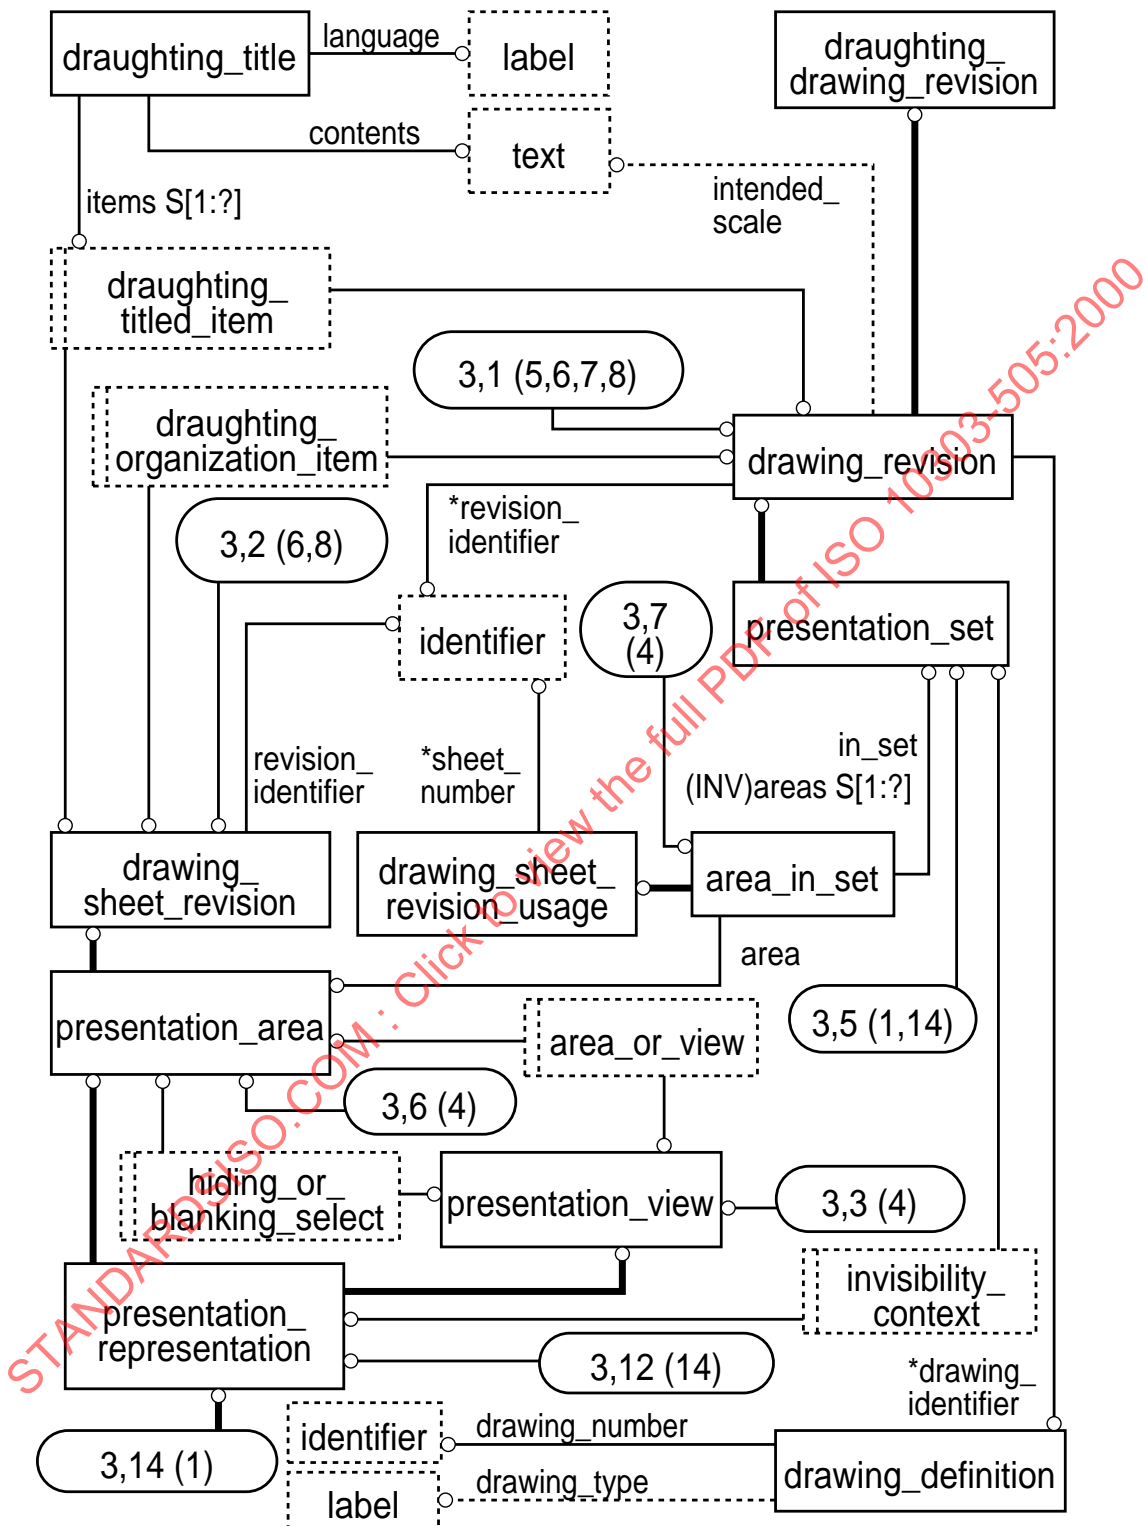 draughting_title
language
label
draughting_
drawing_revision
contents
text
items S[1:?]
intended_
scale
draughting_
titled_item
3,1 (5,6,7,8)
draughting_
organization_item
drawing_revision
*revision_
identifier
3,2 (6,8)
identifier
3,7
(4)
presentation_set
revision_
identifier
*sheet_
number
in_set
(INV)areas S[1:?]
drawing_
sheet_revision
drawing_sheet_
revision_usage
area_in_set
area
presentation_area
area_or_view
3,5 (1,14)
3,6 (4)
hiding_or_
blanking_select
presentation_view
3,3 (4)
invisibility_
context
presentation_
representation
3,12 (14)
*drawing_
identifier
3,14 (1)
identifier
drawing_number
drawing_definition
label
drawing_type
STANDARDSISO.COM : Click to view the full PDF of ISO 10303-505:2000